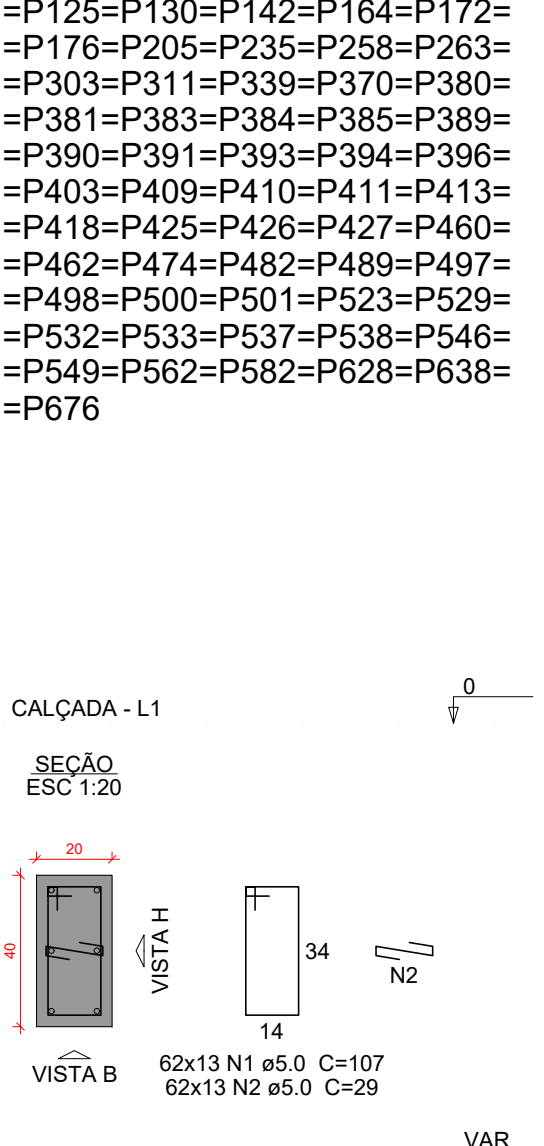 =P125=P130=P142=P164=P172=
=P176=P205=P235=P258=P263=
=P303=P311=P339=P370=P380=
=P381=P383=P384=P385=P389=
=P390=P391=P393=P394=P396=
=P403=P409=P410=P411=P413=
=P418=P425=P426=P427=P460=
=P462=P474=P482=P489=P497=
=P498=P500=P501=P523=P529=
=P532=P533=P537=P538=P546=
=P549=P562=P582=P628=P638=
=P676
0
CALÇADA - L1
SEÇÃO
ESC 1:20
20
40
VISTA H
34
N2
14
VISTA B
62x13 N1 ø5.0 C=107
62x13 N2 ø5.0 C=29
VAR